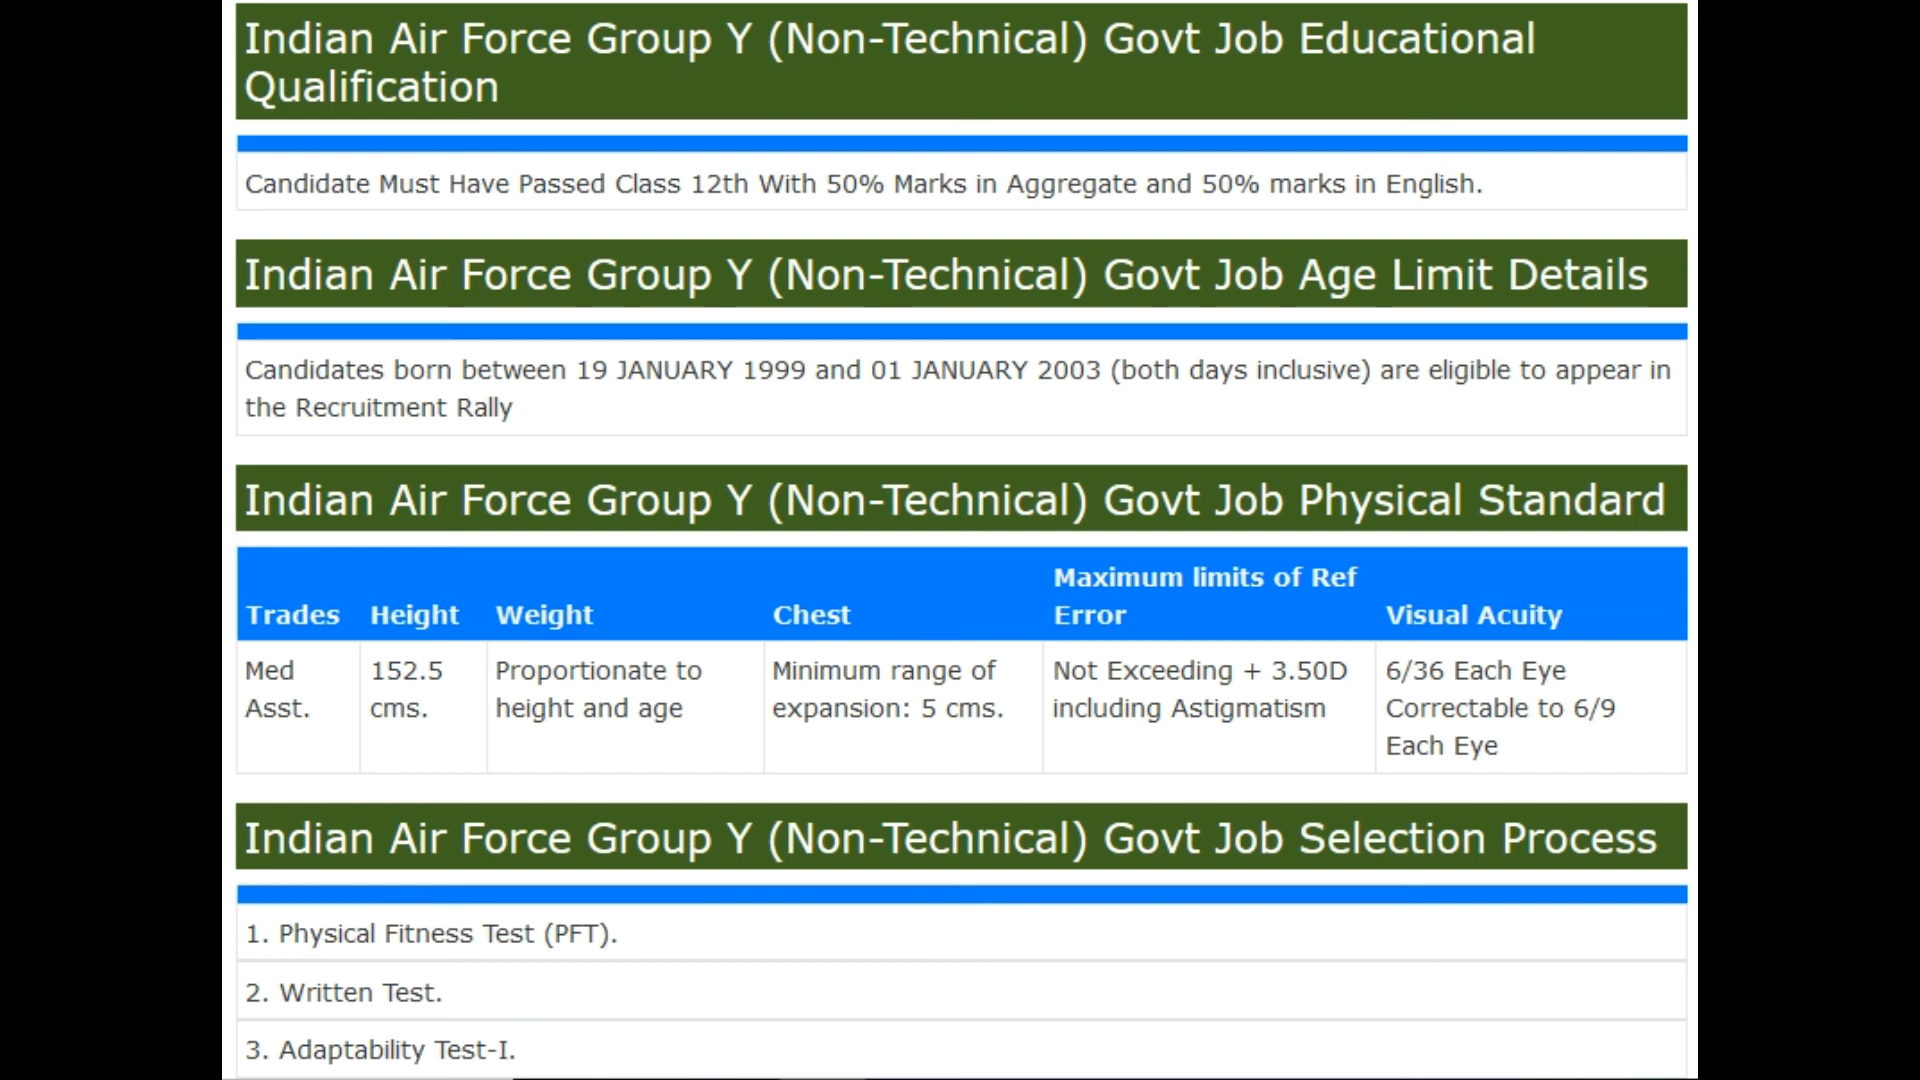 Indian Air Force Group Y (Non-Technical) Govt Job Educational
Qualification
Candidate Must Have Passed Class 12th With 50% Marks in Aggregate and 50% marks in English.
Indian Air Force Group Y (Non-Technical) Govt Job Age Limit Details
Candidates born between 19 JANUARY 1999 and 01 JANUARY 2003 (both days inclusive) are eligible to appear in
the Recruitment Rally
Indian Air Force Group Y (Non-Technical) Govt Job Physical Standard
Maximum limits of Ref
Trades Height Weight Chest Error Visual Acuity
Med 152.5 Proportionate to Minimum range of Not Exceeding + 3.50D 6/36 Each Eye
Asst. cms. height and age expansion: 5 cms. including Astigmatism Correctable to 6/9
Each Eye
Indian Air Force Group Y (Non-Technical) Govt Job Selection Process
1. Physical Fitness Test (PFT).
2. Written Test.
3. Adaptability Test-I.